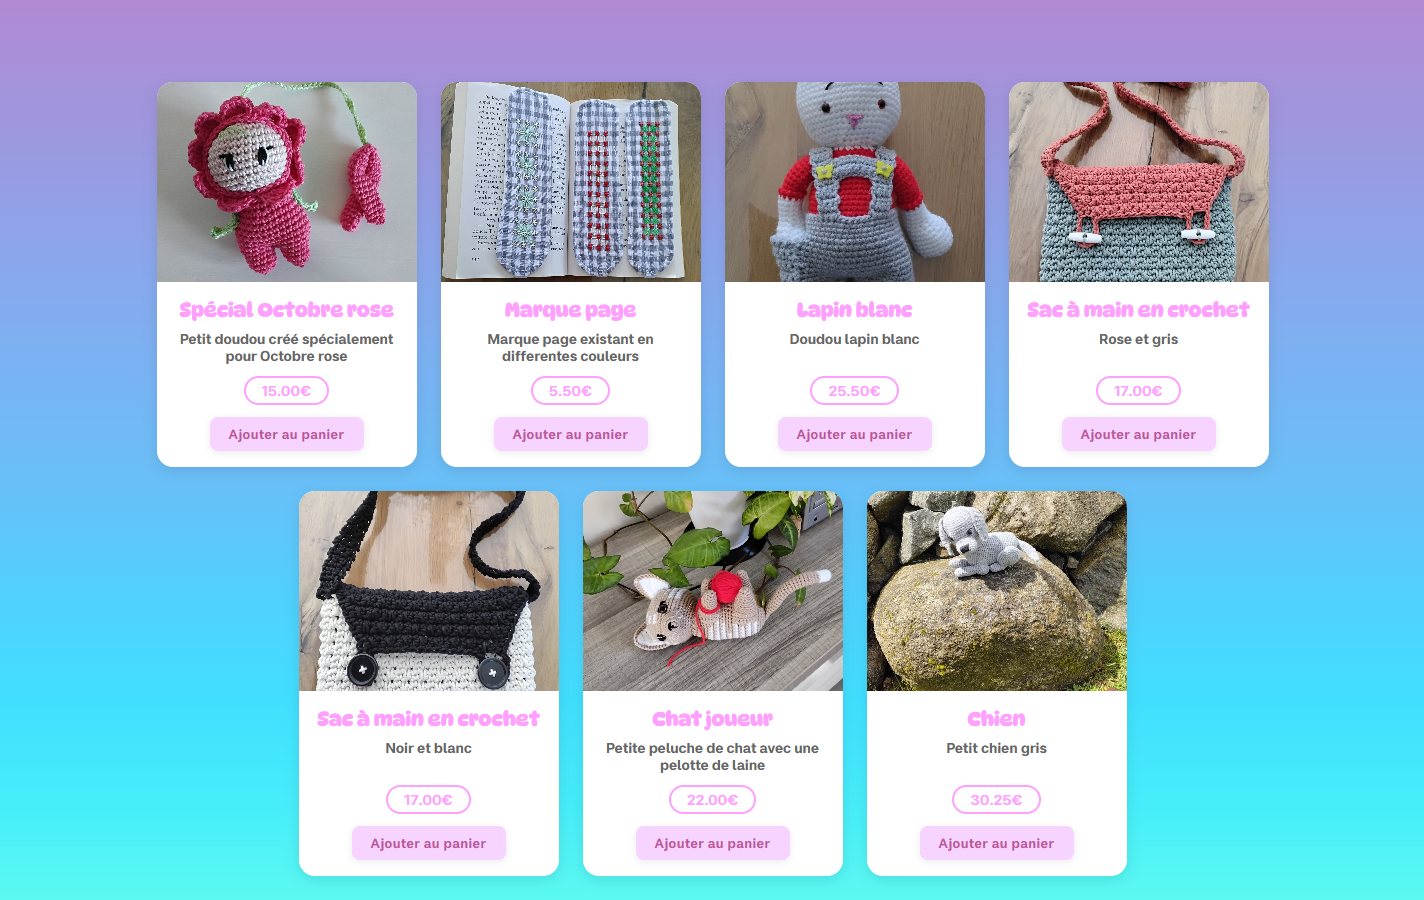 Spécial Octobre rose
Petit doudou créé spécialement
pour Octobre rose
15.00€
Ajouter au panier
Marque page
Marque page existant en
differentes couleurs
5.50€
Ajouter au panier
Lapin blanc
Doudou lapin blanc
25.50€
Ajouter au panier
Sac à main en crochet
Rose et gris
17.00€
Ajouter au panier
Sac à main en crochet
Noir et blanc
17.00€
Ajouter au panier
Chat joueur
Petite peluche de chat avec une
pelotte de laine
22.00€
Ajouter au panier
Chien
Petit chien gris
30.25€
Ajouter au panier